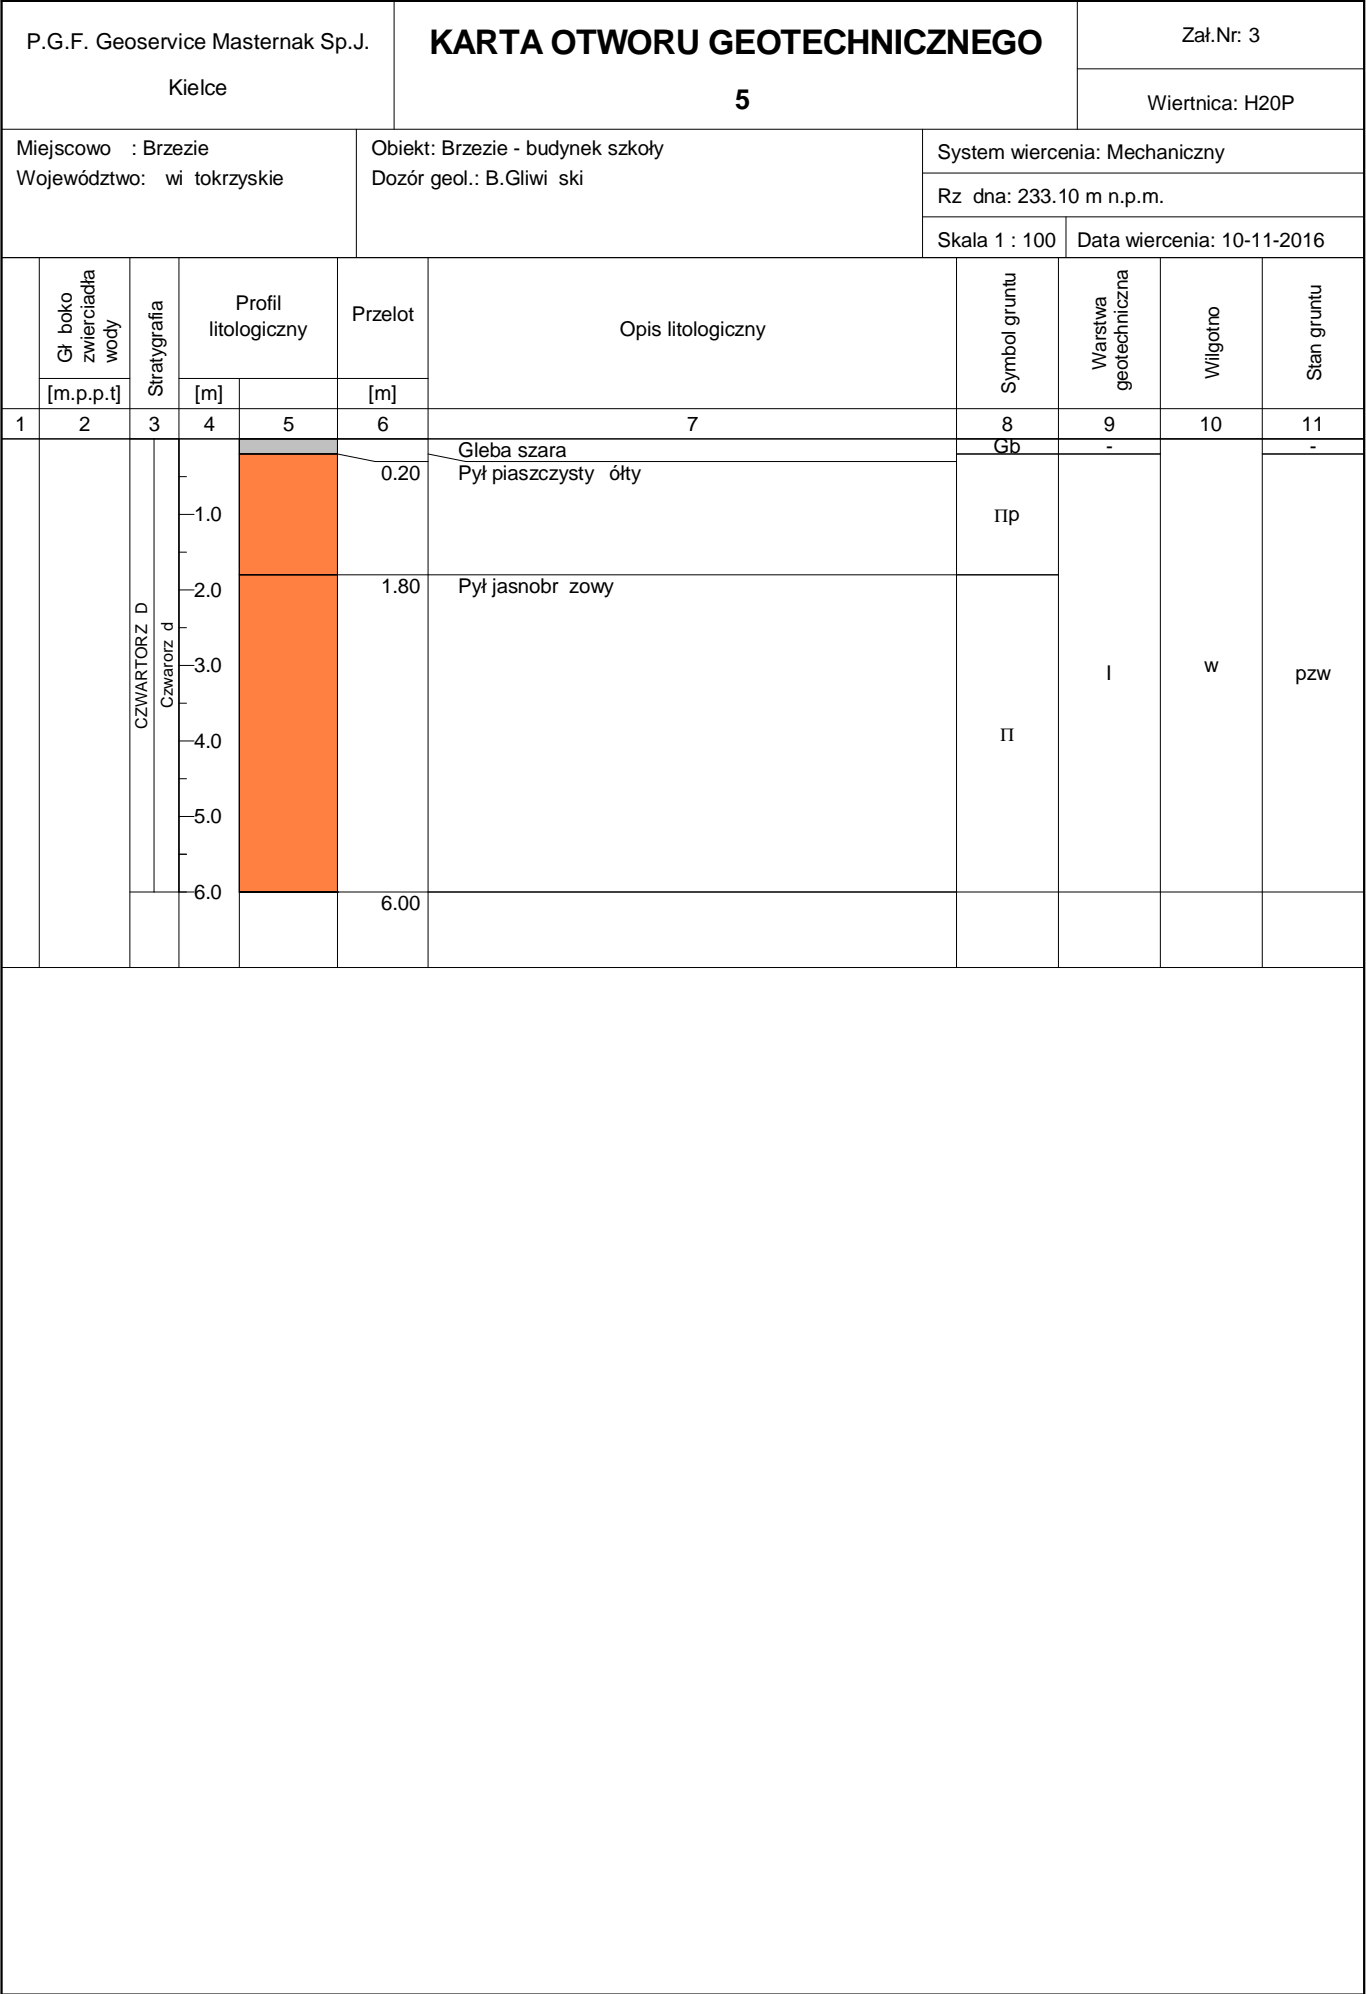 P.G.F. Geoservice Masternak Sp.J.
Kielce
KARTA OTWORU GEOTECHNICZNEGO
5
Zał.Nr: 3
Wiertnica: H20P
Miejscowo : Brzezie
Województwo: wi tokrzyskie
Obiekt: Brzezie - budynek szkoły
Dozór geol.: B.Gliwi ski
System wiercenia: Mechaniczny
Rz dna: 233.10 m n.p.m.
Skala 1 : 100
Data wiercenia: 10-11-2016
Gł boko
zwierciadła
wody
[m.p.p.t]
Stratygrafia
Profil
litologiczny
[m]
Przelot
[m]
Opis litologiczny
Symbol gruntu
Warstwa
geotechniczna
Wilgotno
Stan gruntu
1 2 3 4 5 6 7 8 9 10 11
Gleba szara
Gb
-
-
0.20
Pył piaszczysty ółty
1.0
Πp
1.80
Pył jasnobr zowy
2.0
CZWARTORZ D
Czwarorz d
3.0
I
w
pzw
4.0
Π
5.0
6.0
6.00